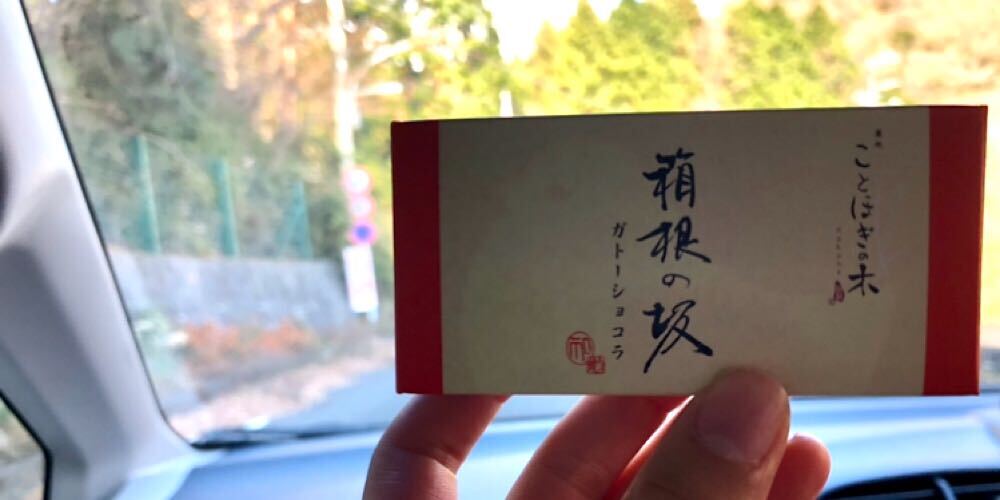 ことほぎの木
箱根の坂
ガトーショコラ